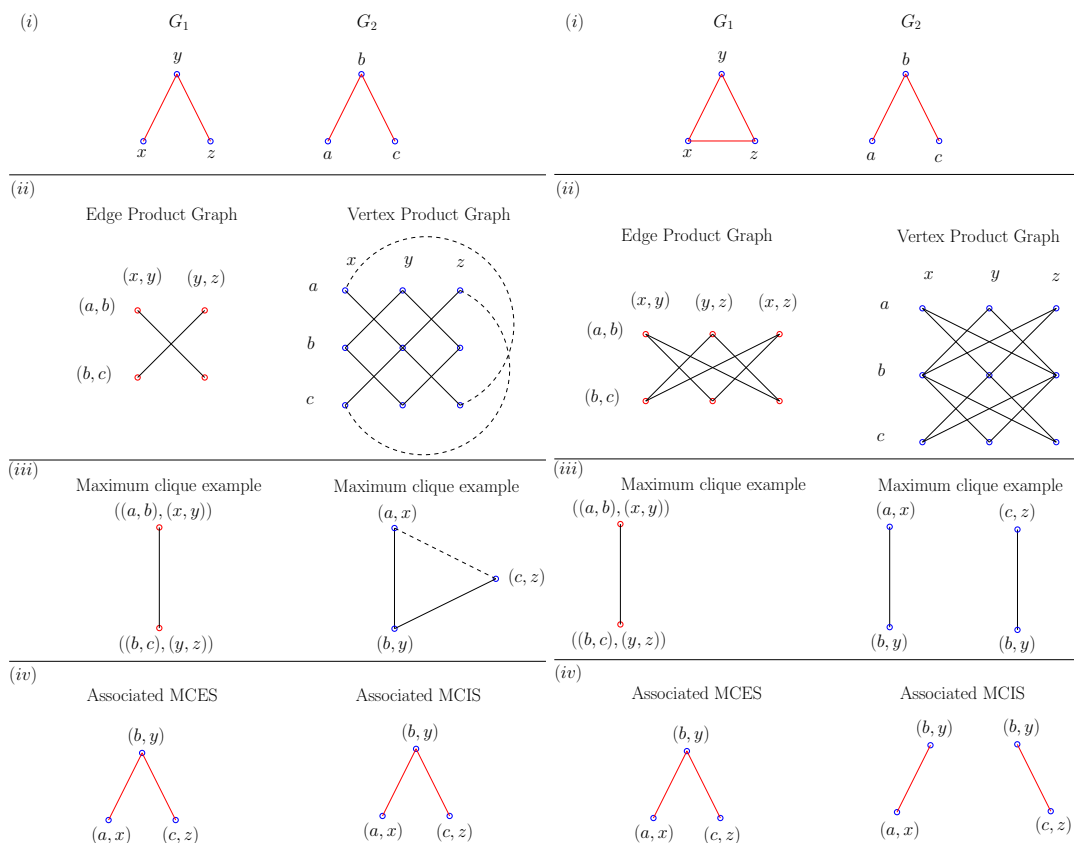 (i) G₁ G₂
y b
x z a c
(ii)
Edge Product Graph Vertex Product Graph
(x, y) (y, z) x y z
(a, b) a
b
(b, c) c
(iii)
Maximum clique example Maximum clique example
((a, b), (x, y)) (a, x)
(c, z)
((b, c), (y, z)) (b, y)
(iv)
Associated MCES Associated MCIS
(b, y) (b, y)
(a, x) (c, z) (a, x) (c, z)
(i) G₁ G₂
y b
x z a c
(ii)
Edge Product Graph Vertex Product Graph
(x, y) (y, z) (x, z) x y z
(a, b) a
b
(b, c) c
(iii)
Maximum clique example Maximum clique example
((a, b), (x, y)) (a, x) (c, z)
((b, c), (y, z)) (b, y) (b, y)
(iv)
Associated MCES Associated MCIS
(b, y) (b, y) (b, y)
(a, x) (c, z) (a, x) (c, z)